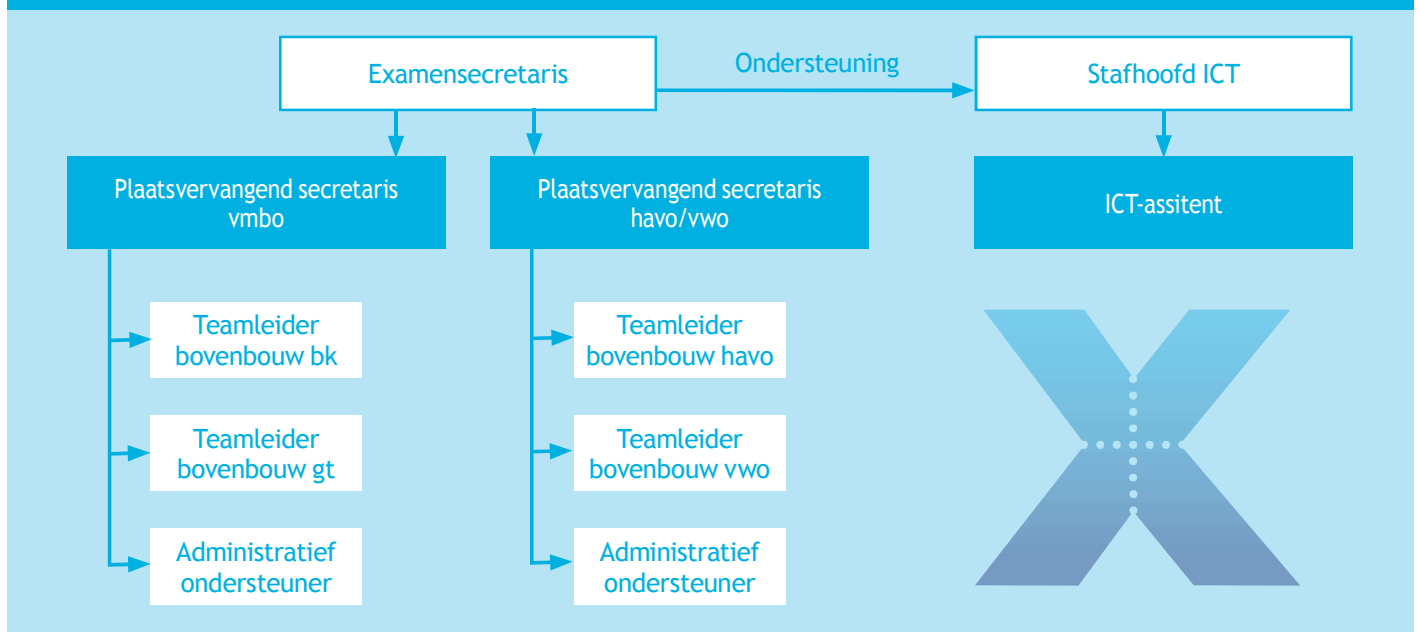 Examensecretaris
Ondersteuning
Stafhoofd ICT
Plaatsvervangend secretaris
vmbo
Plaatsvervangend secretaris
havo/vwo
ICT-assitent
Teamleider
bovenbouw bk
Teamleider
bovenbouw gt
Administratief
ondersteuner
Teamleider
bovenbouw havo
Teamleider
bovenbouw vwo
Administratief
ondersteuner